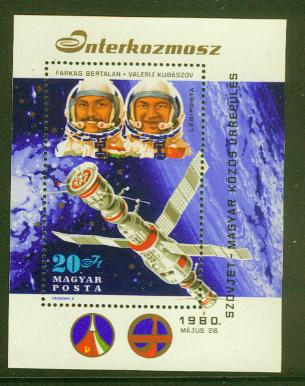 Interkozmosz
FARKAS BERTALAN - VALERIJ KUBASZOV
LÉGIPOSTA
SZOVJET-MAGYAR KÖZÖS ŰRREPÜLÉS
20 Ft
MAGYAR
POSTA
1980.
MÁJUS 26.